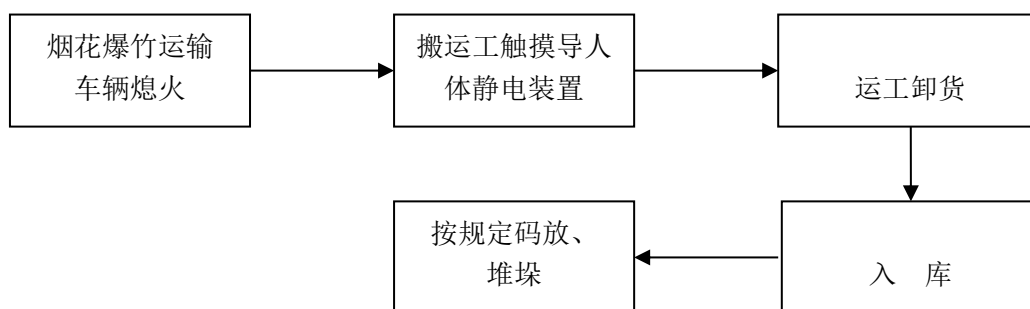 烟花爆竹运输
车辆熄火
搬运工触摸导人
体静电装置
运工卸货
入 库
按规定码放、
堆垛